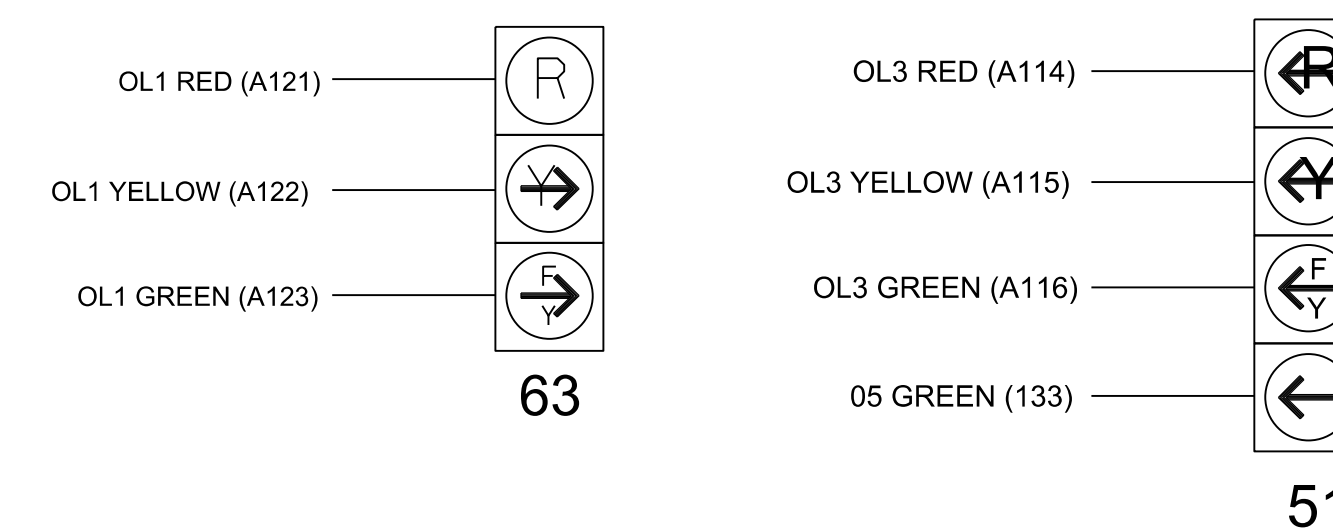 OL1 RED (A121)
R
OL1 YELLOW (A122)
Y
OL1 GREEN (A123)
F
Y
63
OL3 RED (A114)
R
OL3 YELLOW (A115)
Y
OL3 GREEN (A116)
F
Y
05 GREEN (133)
51